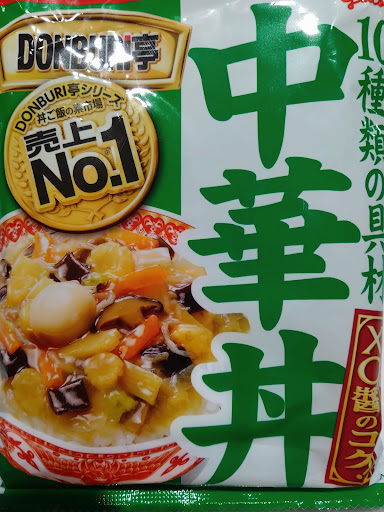 DONBURI亭
DONBURI亭シリーズ
丼ご飯の素市場
売上
No.1
中華丼
10種類の具材
XO醤のコク!